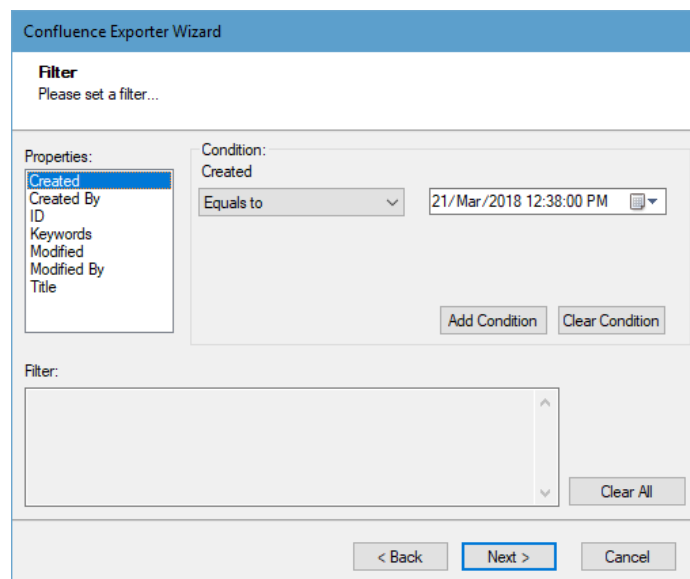 Confluence Exporter Wizard
Filter
Please set a filter...
Properties:
Created
Created By
ID
Keywords
Modified
Modified By
Title
Condition:
Created
Equals to
21/Mar/2018 12:38:00 PM
Add Condition
Clear Condition
Filter:
Clear All
< Back
Next >
Cancel